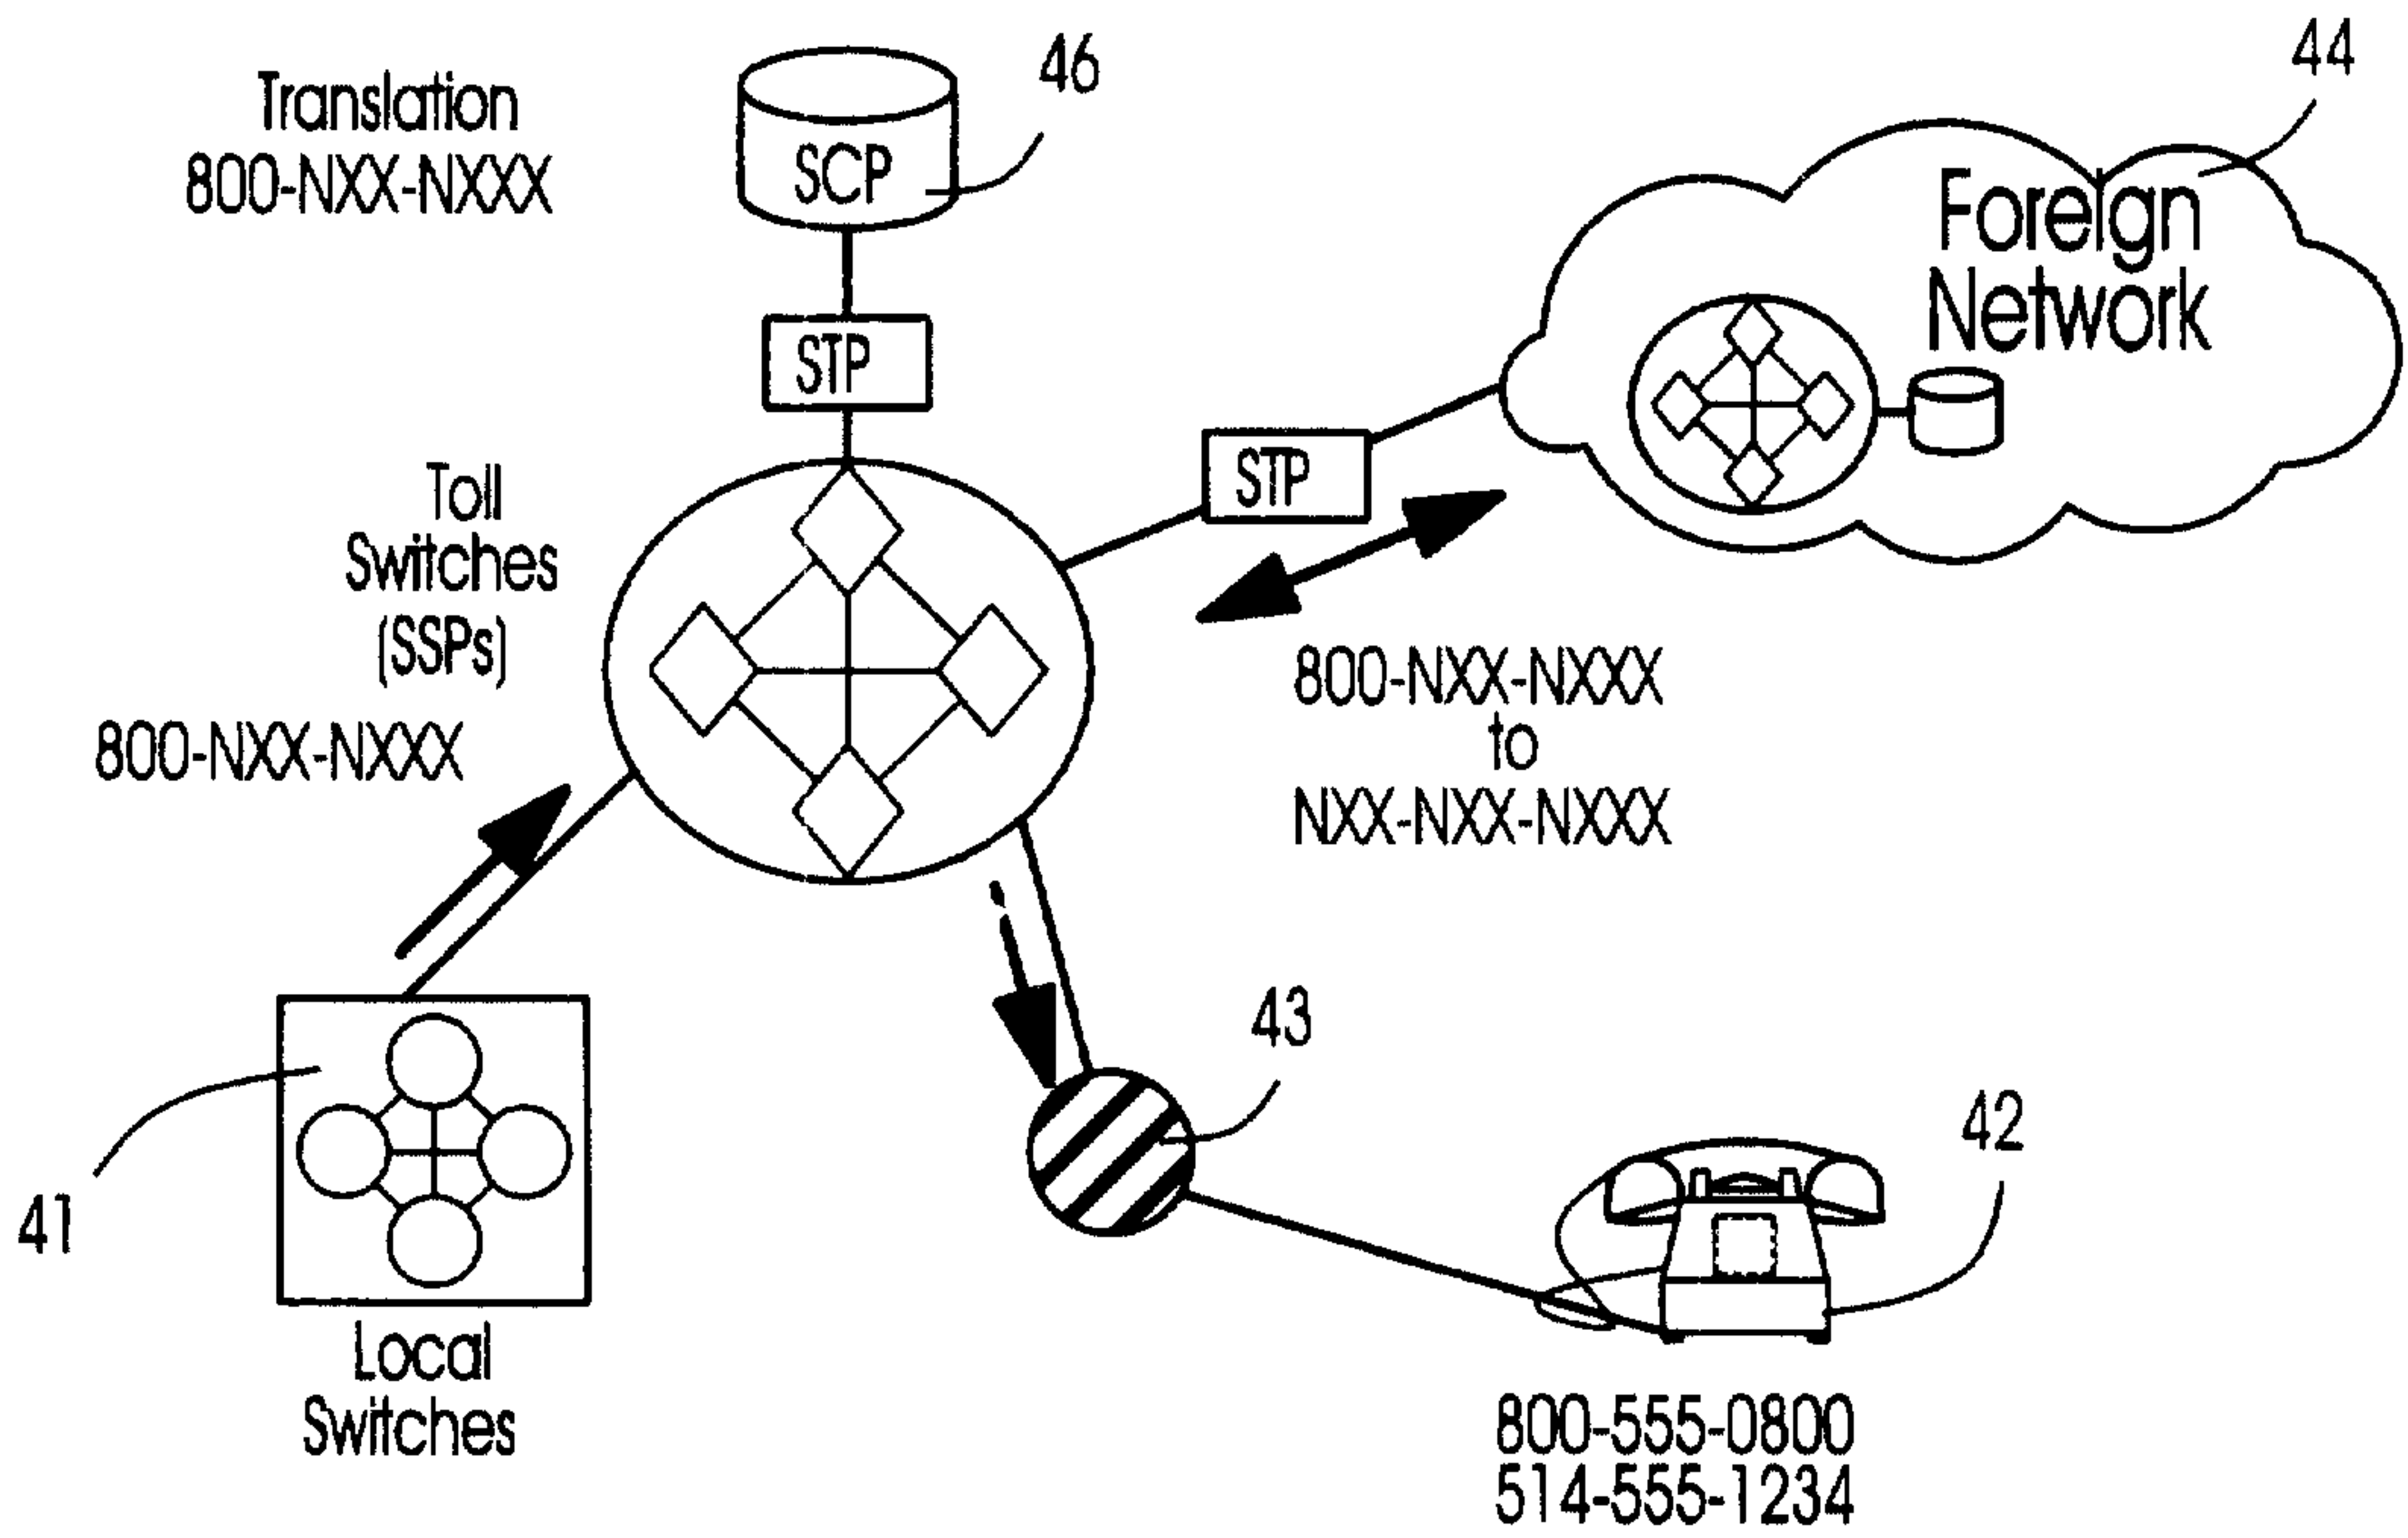 46
44
Translation
800-NXX-NXXX
SCP
Foreign
Network
STP
STP
Toll
Switches
(SSPs)
800-NXX-NXXX
to
NXX-NXX-NXXX
800-NXX-NXXX
43
42
41
Local
Switches
800-555-0800
514-555-1234